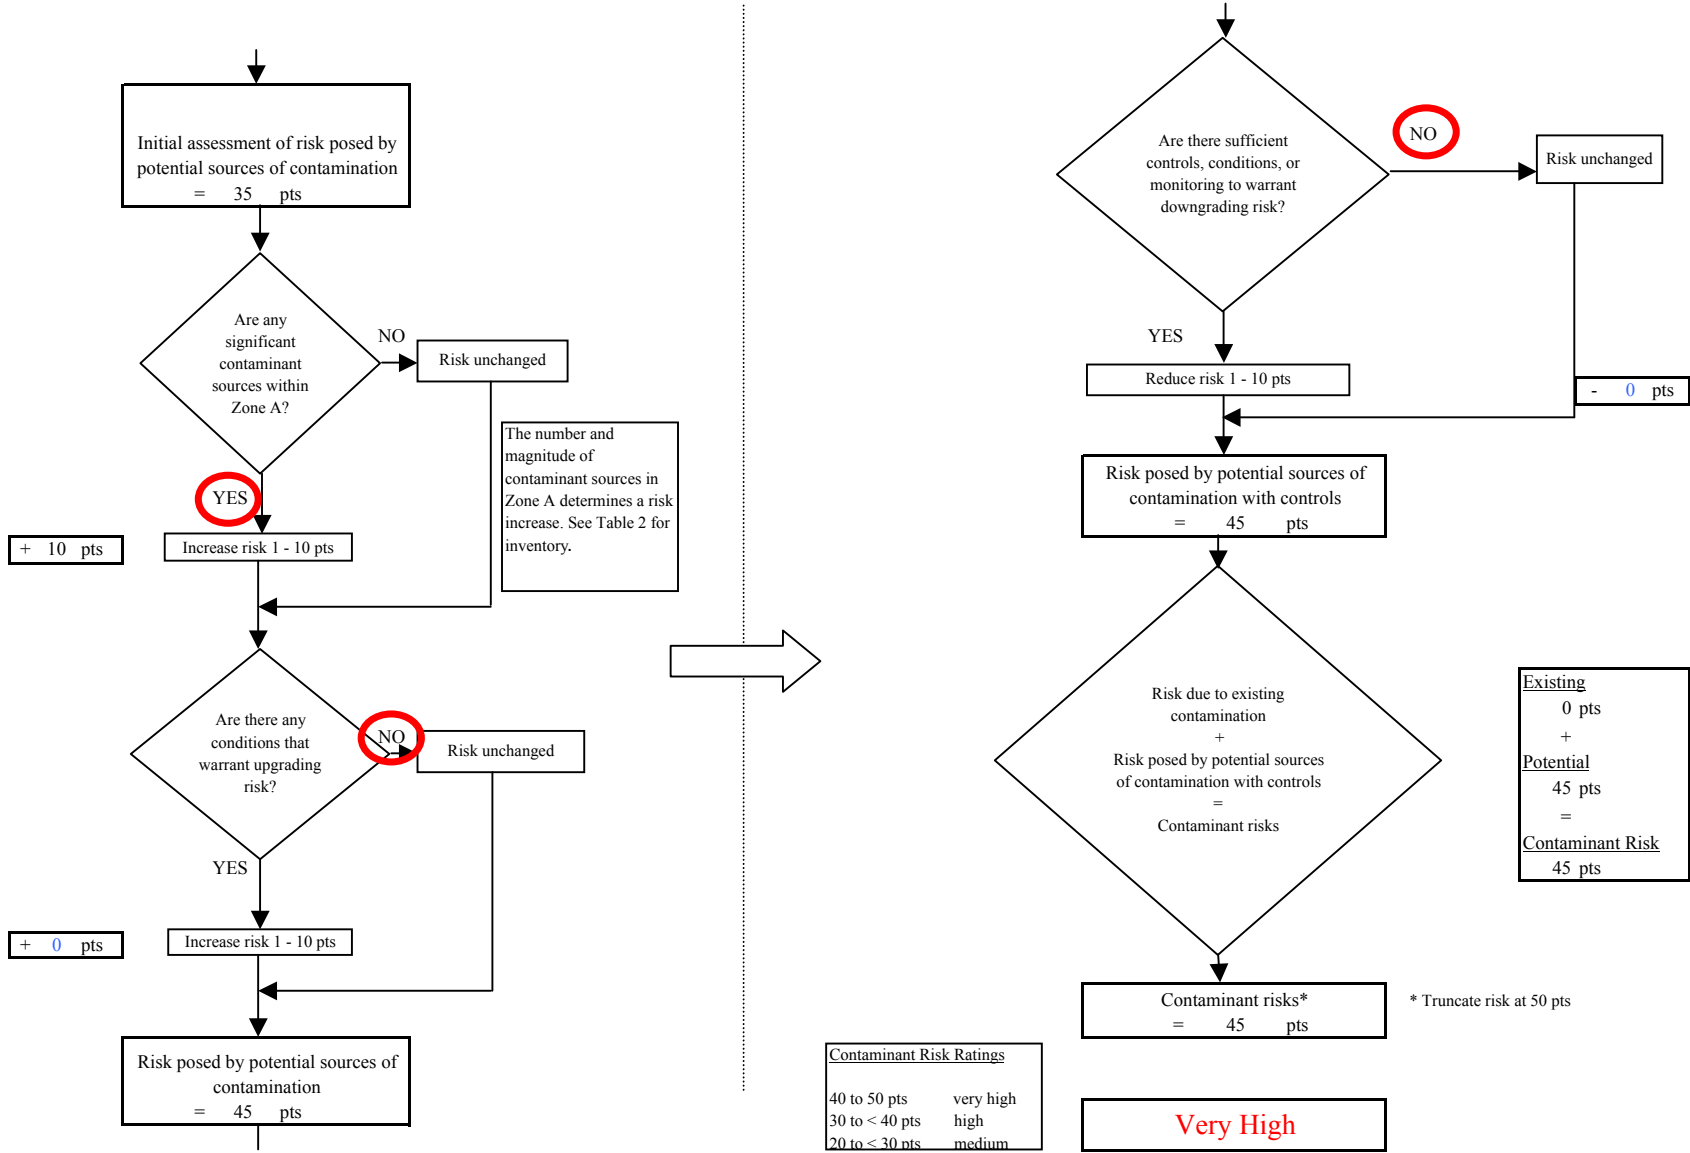 Initial assessment of risk posed by
potential sources of contamination
= 35 pts
Are any
significant
contaminant
sources within
Zone A?
NO
Risk unchanged
The number and
magnitude of
contaminant sources in
Zone A determines a risk
increase. See Table 2 for
inventory.
YES
+ 10 pts
Increase risk 1 - 10 pts
Are there any
conditions that
warrant upgrading
risk?
NO
Risk unchanged
YES
+ 0 pts
Increase risk 1 - 10 pts
Risk posed by potential sources of
contamination
= 45 pts
Are there sufficient
controls, conditions, or
monitoring to warrant
downgrading risk?
NO
Risk unchanged
YES
Reduce risk 1 - 10 pts
- 0 pts
Risk posed by potential sources of
contamination with controls
= 45 pts
Risk due to existing
contamination
+
Risk posed by potential sources
of contamination with controls
=
Contaminant risks
Existing
0 pts
+
Potential
45 pts
=
Contaminant Risk
45 pts
Contaminant risks*
= 45 pts
* Truncate risk at 50 pts
Contaminant Risk Ratings
40 to 50 pts very high
30 to < 40 pts high
20 to < 30 pts medium
Very High